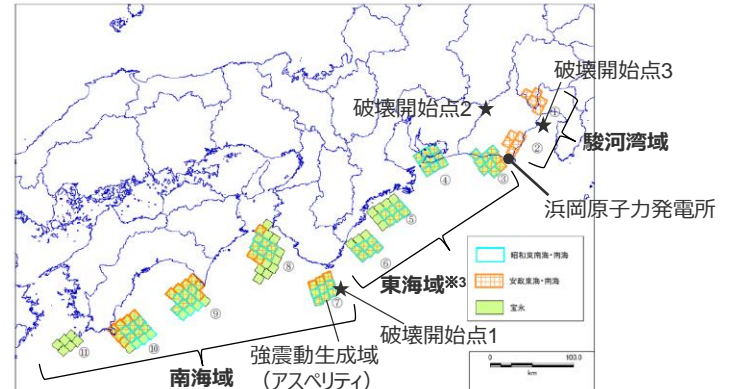 破壊開始点3
破壊開始点2
①
②
駿河湾域
③
④
浜岡原子力発電所
⑤
⑥
⑧
東海域※3
昭和東南海・南海
安政東海・南海
宝永
⑦
⑨
破壊開始点1
⑩
⑪
強震動生成域
（アスペリティ）
南海域
0 100.0
km